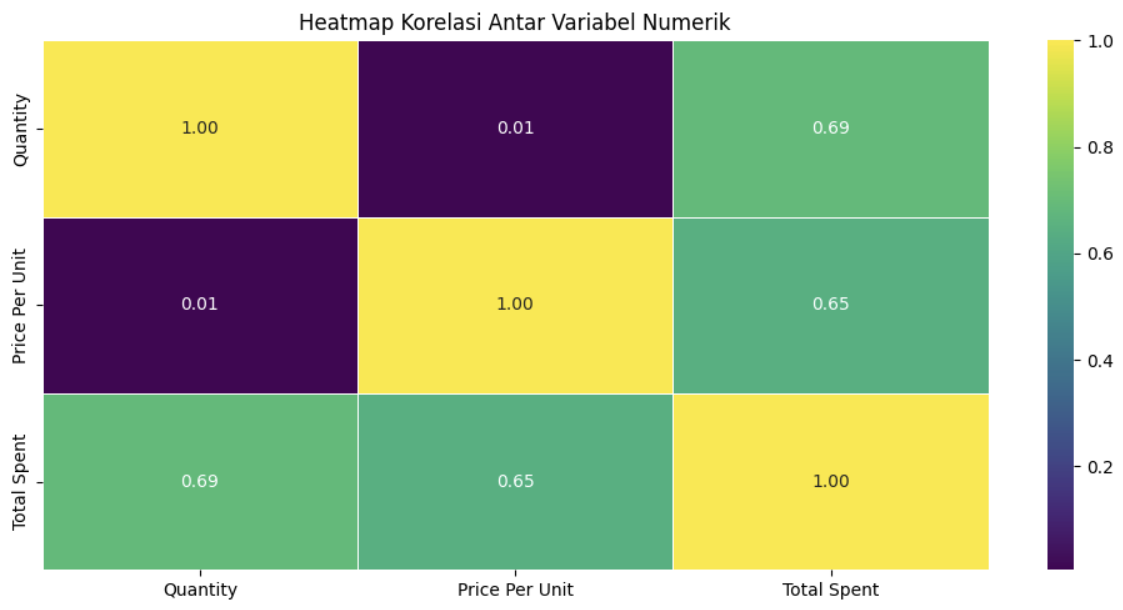 Heatmap Korelasi Antar Variabel Numerik
Quantity
1.00
0.01
0.69
Price Per Unit
0.01
1.00
0.65
Total Spent
0.69
0.65
1.00
Quantity
Price Per Unit
Total Spent
1.0
0.8
0.6
0.4
0.2